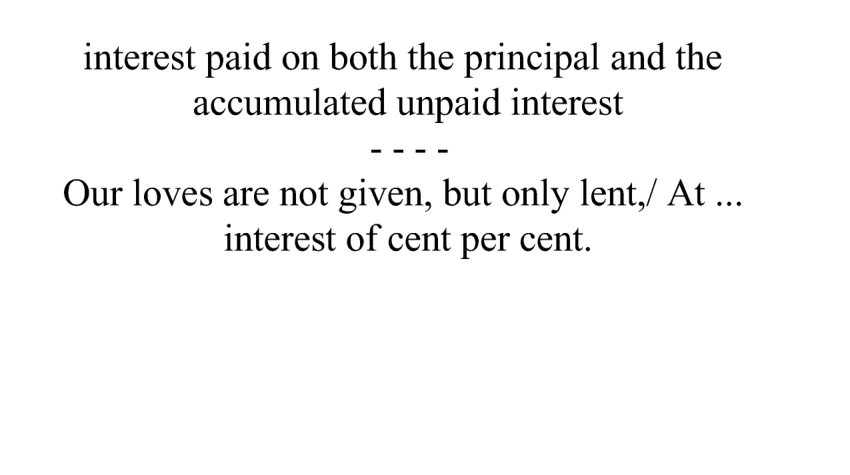 interest paid on both the principal and the
accumulated unpaid interest
- - - -
Our loves are not given, but only lent,/ At ...
interest of cent per cent.